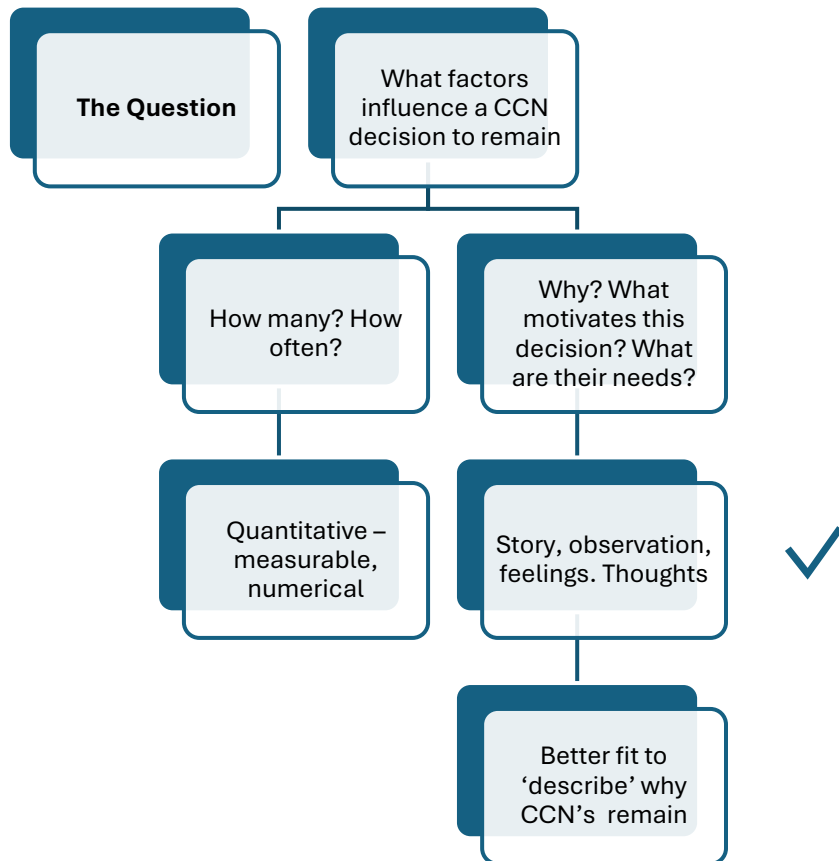 The Question
What factors
influence a CCN
decision to remain
How many? How
often?
Why? What
motivates this
decision? What
are their needs?
Quantitative –
measurable,
numerical
Story, observation,
feelings. Thoughts
Better fit to
‘describe’ why
CCN’s  remain